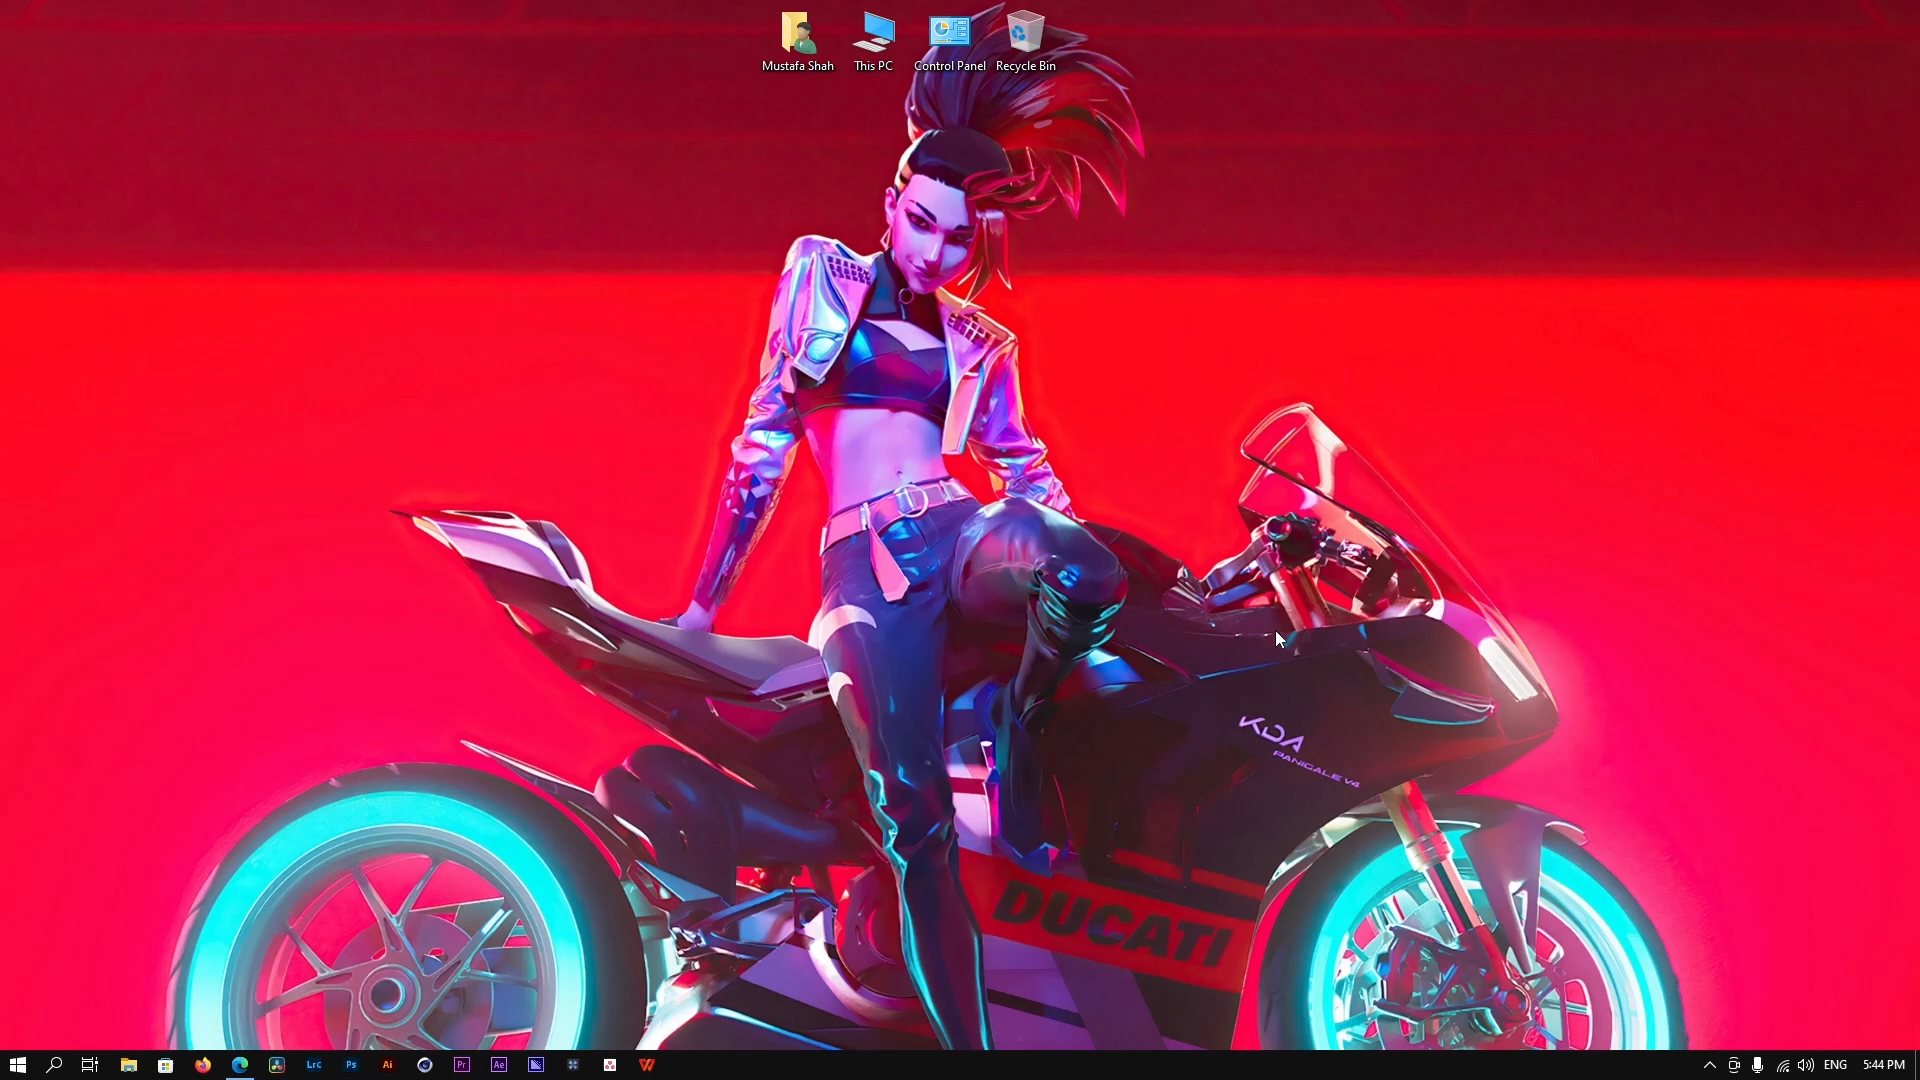 Mustafa Shah
This PC
Control Panel
Recycle Bin
KDA
PANIGALE V4
DUCATI
Lrc
Ps
Ai
Pr
Ae
ENG
5:44 PM